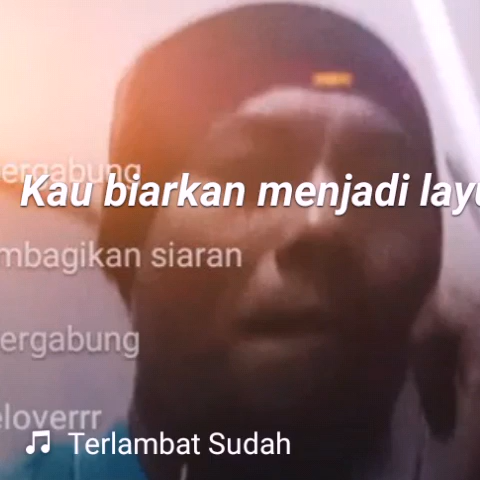 ergabung
Kau biarkan menjadi layu
mbagikan siaran
ergabung
eloverrr
Terlambat Sudah